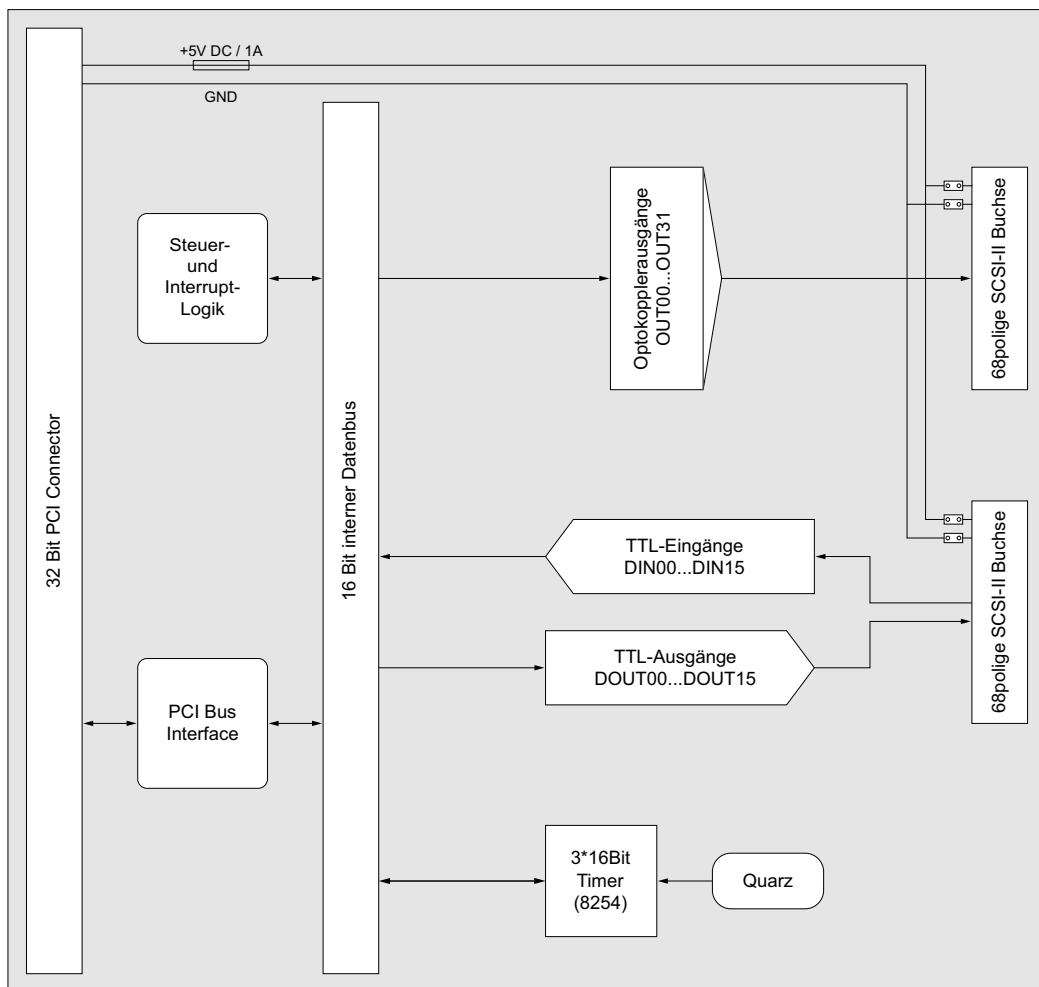 +5V DC / 1A
GND
32 Bit PCI Connector
Steuer-
und
Interrupt-
Logik
16 Bit interner Datenbus
Optokopplerausgänge
OUT00...OUT31
68polige SCSI-II Buchse
TTL-Eingänge
DIN00...DIN15
TTL-Ausgänge
DOUT00...DOUT15
68polige SCSI-II Buchse
PCI Bus
Interface
3*16Bit
Timer
(8254)
Quarz